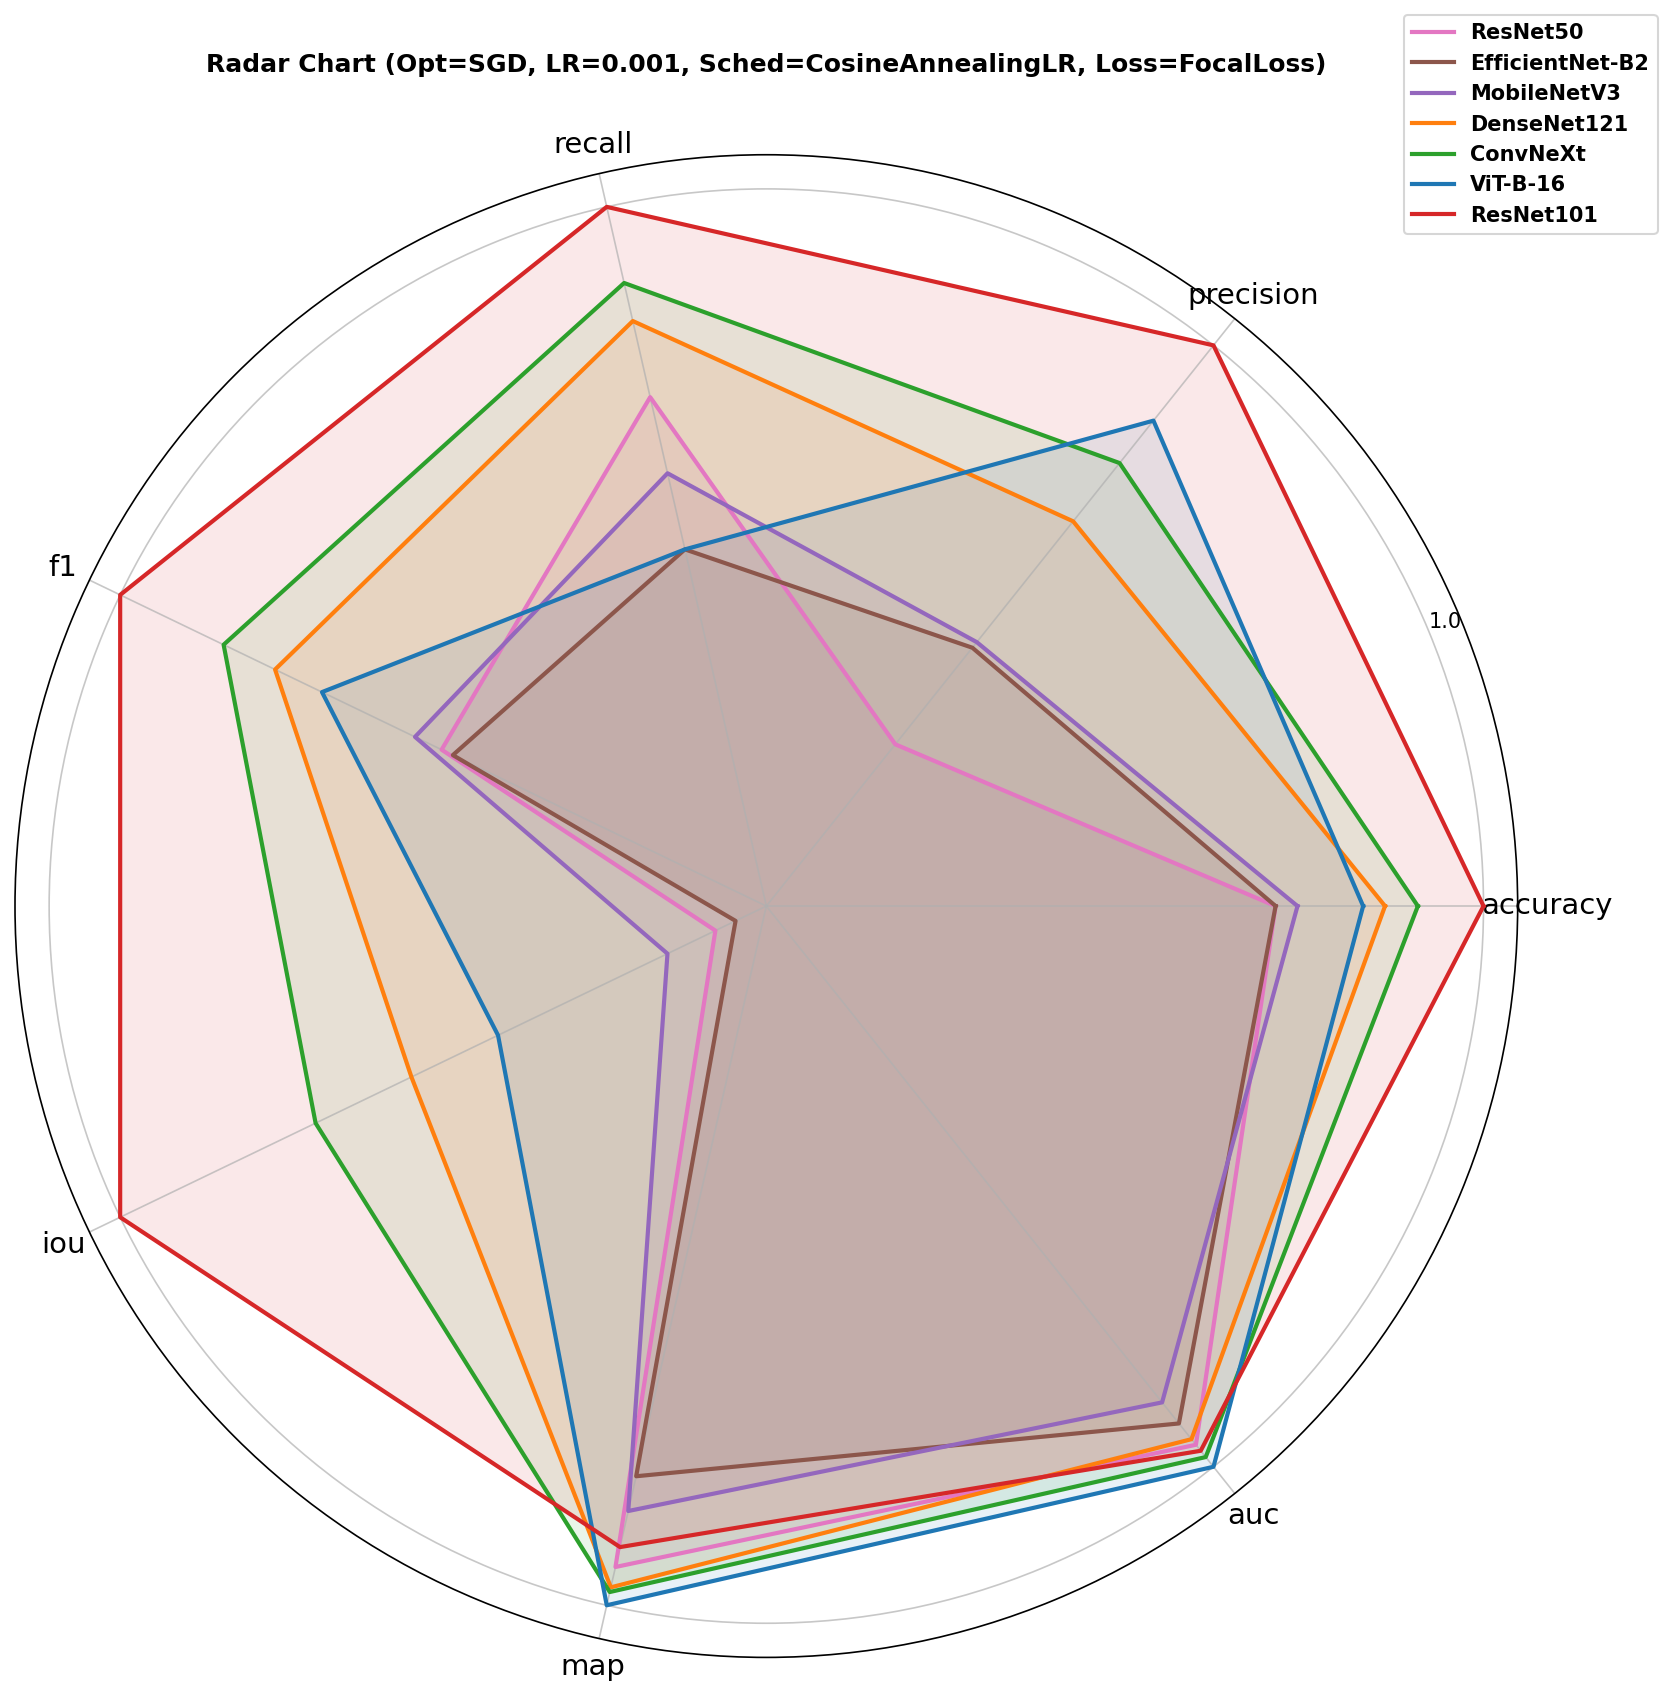 Radar Chart (Opt=SGD, LR=0.001, Sched=CosineAnnealingLR, Loss=FocalLoss)
ResNet50
EfficientNet-B2
MobileNetV3
DenseNet121
ConvNeXt
ViT-B-16
ResNet101
recall
precision
f1
1.0
accuracy
iou
auc
map